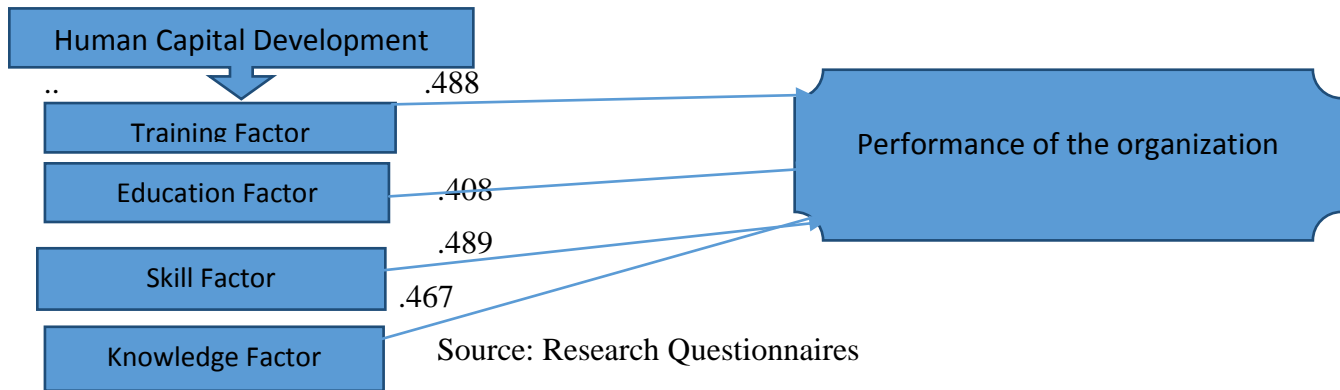 Human Capital Development
..
.488
Training Factor
Performance of the organization
Education Factor
.408
.489
Skill Factor
.467
Knowledge Factor
Source: Research Questionnaires